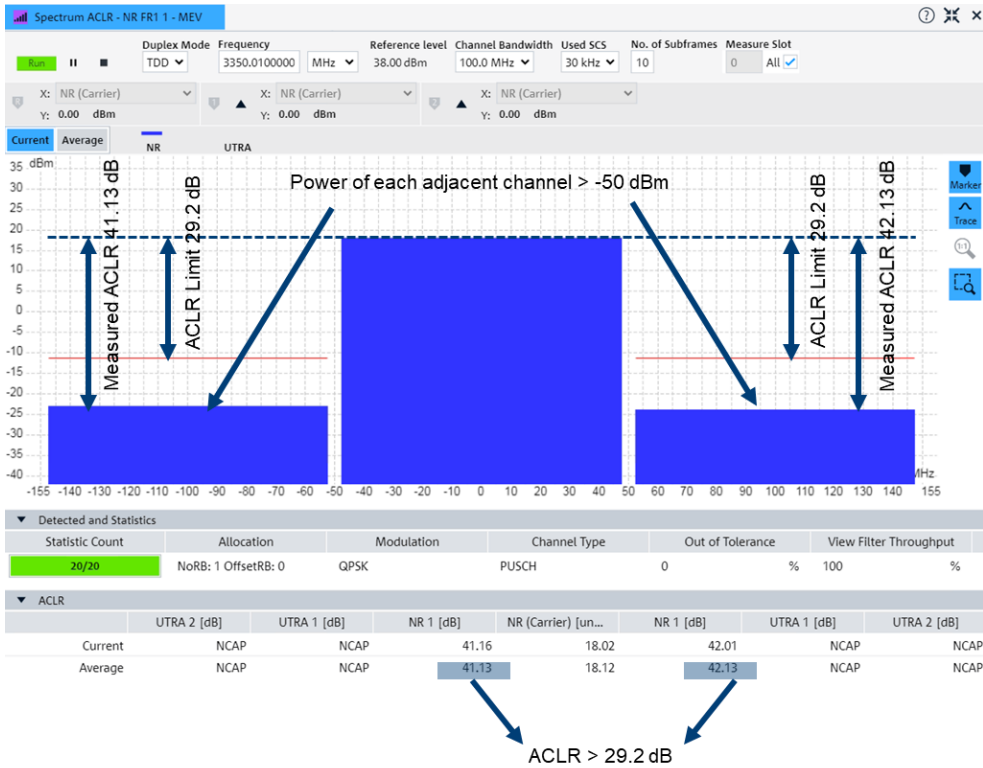 Spectrum ACLR - NR FR1 1 - MEV
Duplex Mode Frequency Reference level Channel Bandwidth Used SCS No. of Subframes Measure Slot
Run TDD 3350.0100000 MHz 38.00 dBm 100.0 MHz 30 kHz 10 0 All
X: NR (Carrier) X: NR (Carrier) X: NR (Carrier)
Y: 0.00 dBm Y: 0.00 dBm Y: 0.00 dBm
Current Average NR UTRA
35 dBm
30
25
20
15
10
5
0
-5
-10
-15
-20
-25
-30
-35
-40
Measured ACLR 41.13 dB
ACLR Limit 29.2 dB
Power of each adjacent channel > -50 dBm
ACLR Limit 29.2 dB
Measured ACLR 42.13 dB
Marker
Trace
1:1
MHz
-155 -140 -130 -120 -110 -100 -90 -80 -70 -60 -50 -40 -30 -20 -10 0 10 20 30 40 50 60 70 80 90 100 110 120 130 140 155
Detected and Statistics
Statistic Count Allocation Modulation Channel Type Out of Tolerance View Filter Throughput
20/20 NoRB: 1 OffsetRB: 0 QPSK PUSCH 0 % 100 %
ACLR
UTRA 2 [dB] UTRA 1 [dB] NR 1 [dB] NR (Carrier) [un... NR 1 [dB] UTRA 1 [dB] UTRA 2 [dB]
Current NCAP NCAP 41.16 18.02 42.01 NCAP NCAP
Average NCAP NCAP 41.13 18.12 42.13 NCAP NCAP
ACLR > 29.2 dB